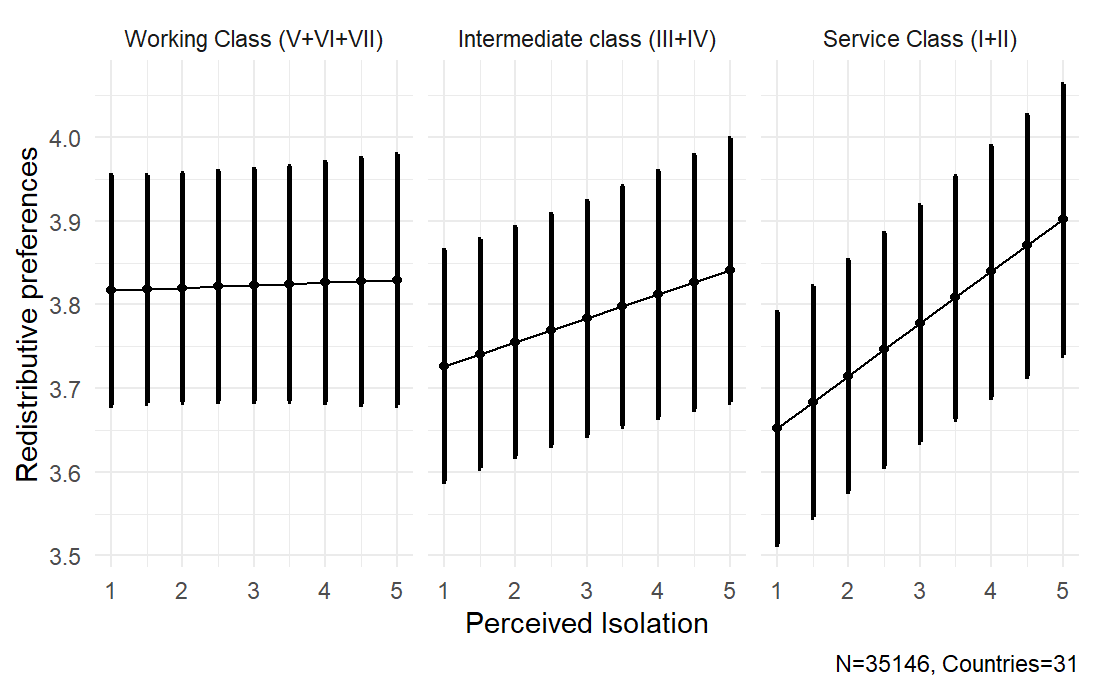 Working Class (V+VI+VII) Intermediate class (III+IV) Service Class (I+II)
Redistributive preferences
4.0
3.9
3.8
3.7
3.6
3.5
1 2 3 4 5 1 2 3 4 5 1 2 3 4 5
Perceived Isolation
N=35146, Countries=31